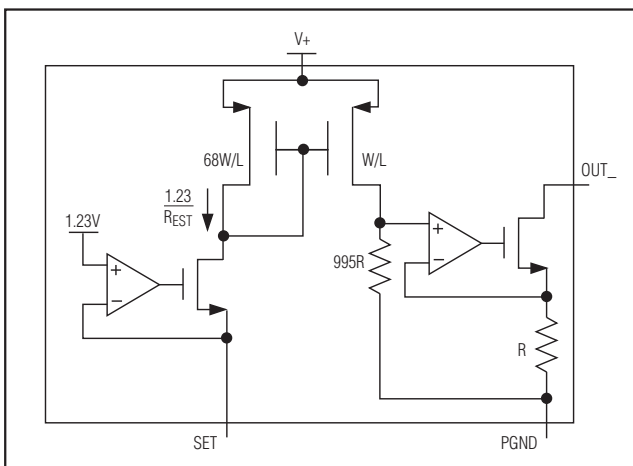 V+
68W/L
W/L
OUT_
1.23
REST
1.23V
+
−
995R
+
−
R
SET
PGND